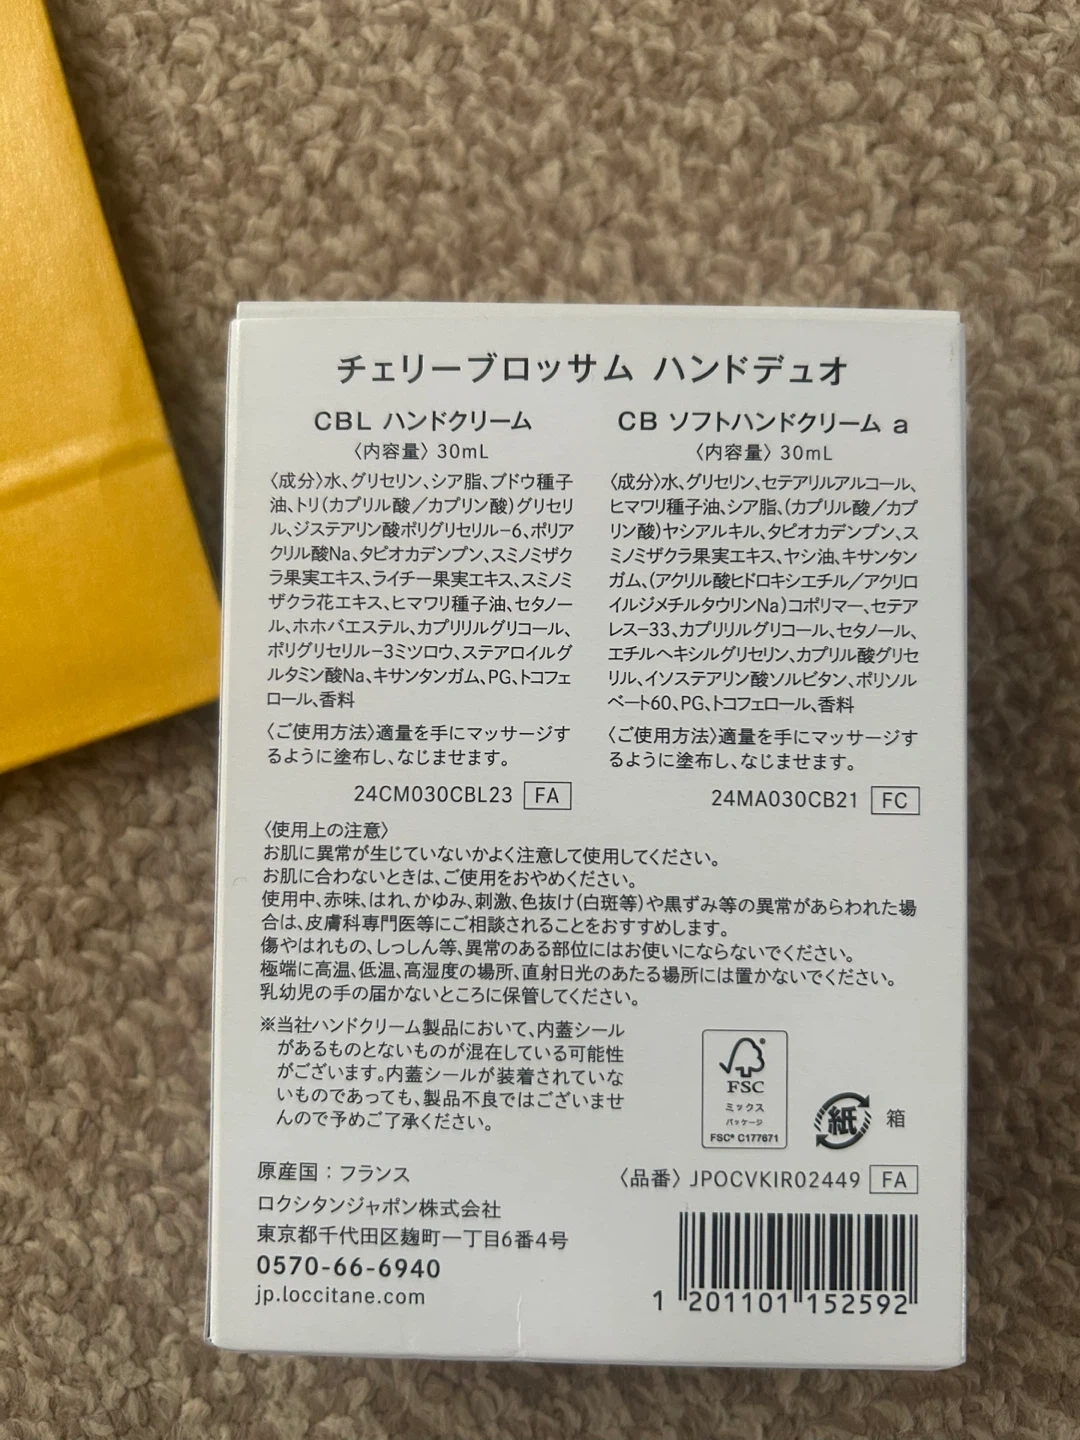 チェリーブロッサム ハンドデュオ
CBL ハンドクリーム
〈内容量〉 30mL
〈成分〉水、グリセリン、シア脂、ブドウ種子
油、トリ(カプリル酸／カプリン酸)グリセリ
ル、ジステアリン酸ポリグリセリル-6、ポリア
クリル酸Na、タピオカデンプン、スミノミザク
ラ果実エキス、ライチー果実エキス、スミノミ
ザクラ花エキス、ヒマワリ種子油、セタノー
ル、ホホバエステル、カプリリルグリコール、
ポリグリセリル-3ミツロウ、ステアロイルグ
ルタミン酸Na、キサンタンガム、PG、トコフェ
ロール、香料
〈ご使用方法〉適量を手にマッサージす
るように塗布し、なじませます。
24CM030CBL23 FA
CB ソフトハンドクリーム a
〈内容量〉 30mL
〈成分〉水、グリセリン、セテアリルアルコール、
ヒマワリ種子油、シア脂、(カプリル酸／カプ
リン酸)ヤシアルキル、タピオカデンプン、ス
ミノミザクラ果実エキス、ヤシ油、キサンタン
ガム、(アクリル酸ヒドロキシエチル／アクリロ
イルジメチルタウリンNa)コポリマー、セテア
レス-33、カプリリルグリコール、セタノール、
エチルヘキシルグリセリン、カプリル酸グリセ
リル、イソステアリン酸ソルビタン、ポリソル
ベート60、PG、トコフェロール、香料
〈ご使用方法〉適量を手にマッサージす
るように塗布し、なじませます。
24MA030CB21 FC
〈使用上の注意〉
お肌に異常が生じていないかよく注意して使用してください。
お肌に合わないときは、ご使用をおやめください。
使用中、赤味、はれ、かゆみ、刺激、色抜け(白斑等)や黒ずみ等の異常があらわれた場
合は、皮膚科専門医等にご相談されることをおすすめします。
傷やはれもの、しっしん等、異常のある部位にはお使いにならないでください。
極端に高温、低温、高湿度の場所、直射日光のあたる場所には置かないでください。
乳幼児の手の届かないところに保管してください。
※当社ハンドクリーム製品において、内蓋シール
があるものとないものが混在している可能性
がございます。内蓋シールが装着されていな
いものであっても、製品不良ではございませ
んので予めご了承ください。
FSC
ミックス
パッケージ
FSC® C177671
紙 箱
原産国：フランス
ロクシタンジャポン株式会社
東京都千代田区麹町一丁目6番4号
0570-66-6940
jp.loccitane.com
〈品番〉 JPOCVKIR02449 FA
1 201101 152592